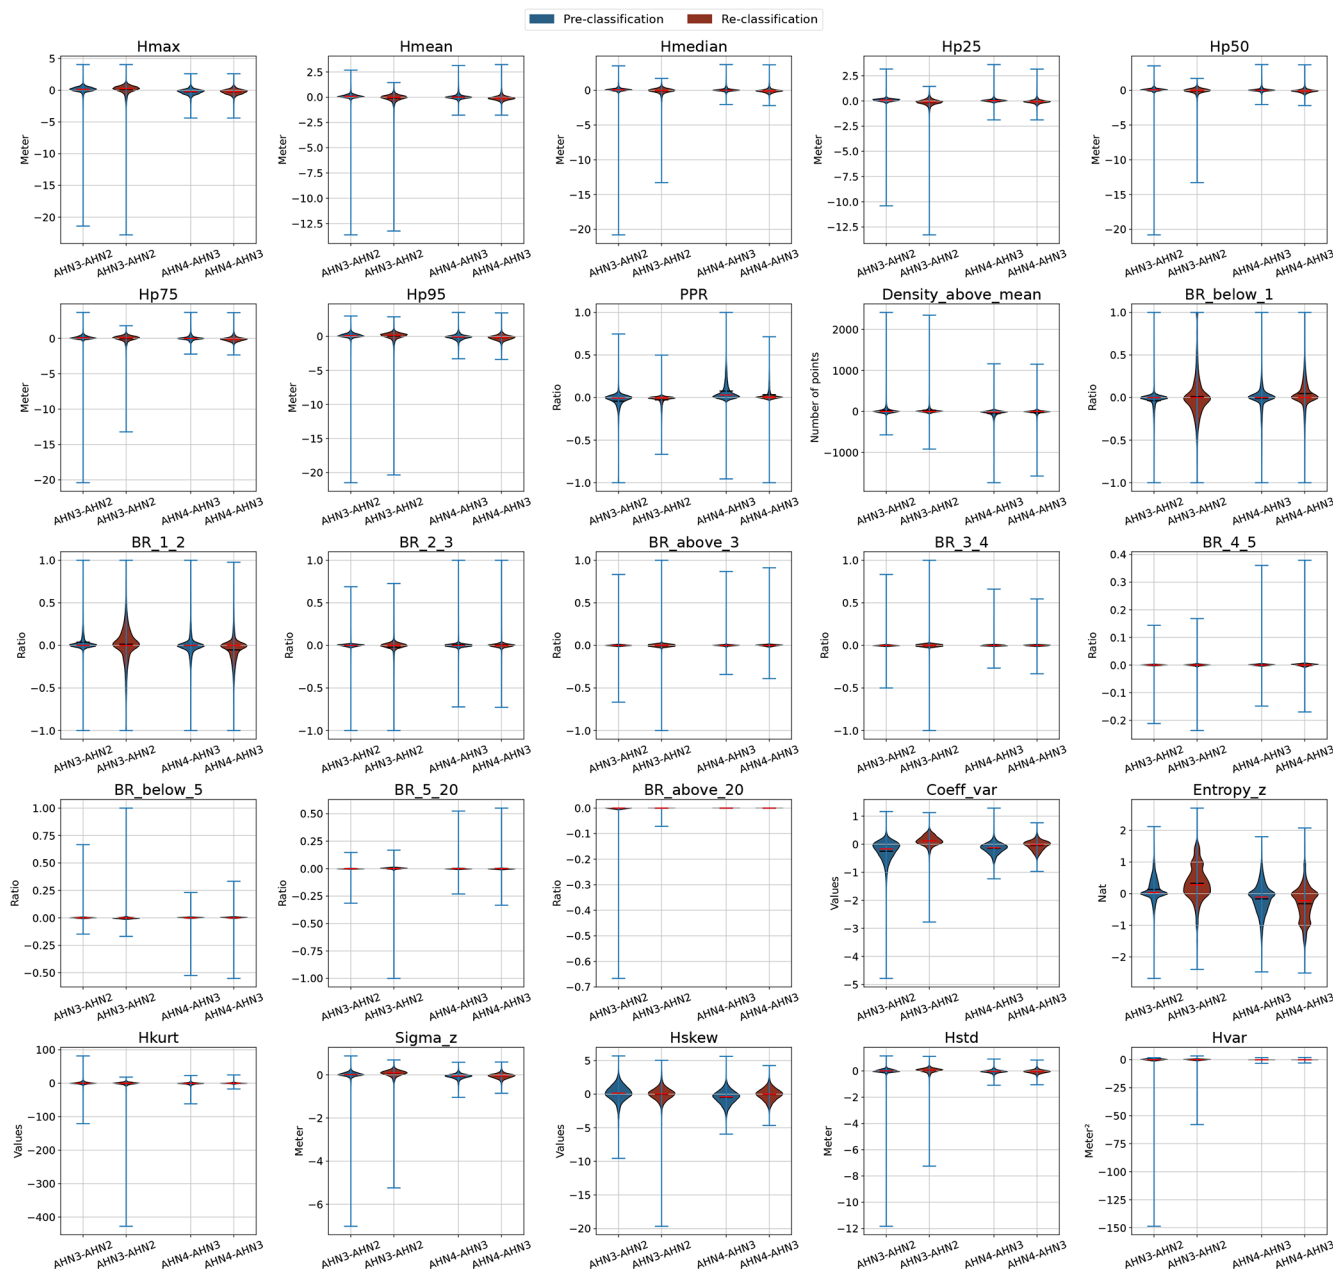 Pre-classification Re-classification
Hmax Hmean Hmedian Hp25 Hp50
Meter
5
0
−5
−10
−15
−20
AHN3-AHN2 AHN3-AHN2 AHN4-AHN3 AHN4-AHN3
Meter
2.5
0.0
−2.5
−5.0
−7.5
−10.0
−12.5
AHN3-AHN2 AHN3-AHN2 AHN4-AHN3 AHN4-AHN3
Meter
5
0
−5
−10
−15
−20
AHN3-AHN2 AHN3-AHN2 AHN4-AHN3 AHN4-AHN3
Meter
2.5
0.0
−2.5
−5.0
−7.5
−10.0
−12.5
AHN3-AHN2 AHN3-AHN2 AHN4-AHN3 AHN4-AHN3
Meter
5
0
−5
−10
−15
−20
AHN3-AHN2 AHN3-AHN2 AHN4-AHN3 AHN4-AHN3
Hp75 Hp95 PPR Density_above_mean BR_below_1
Meter
0
−5
−10
−15
−20
AHN3-AHN2 AHN3-AHN2 AHN4-AHN3 AHN4-AHN3
Meter
0
−5
−10
−15
−20
AHN3-AHN2 AHN3-AHN2 AHN4-AHN3 AHN4-AHN3
Ratio
1.0
0.5
0.0
−0.5
−1.0
AHN3-AHN2 AHN3-AHN2 AHN4-AHN3 AHN4-AHN3
Number of points
2000
1000
0
−1000
AHN3-AHN2 AHN3-AHN2 AHN4-AHN3 AHN4-AHN3
Ratio
1.0
0.5
0.0
−0.5
−1.0
AHN3-AHN2 AHN3-AHN2 AHN4-AHN3 AHN4-AHN3
BR_1_2 BR_2_3 BR_above_3 BR_3_4 BR_4_5
Ratio
1.0
0.5
0.0
−0.5
−1.0
AHN3-AHN2 AHN3-AHN2 AHN4-AHN3 AHN4-AHN3
Ratio
1.0
0.5
0.0
−0.5
−1.0
AHN3-AHN2 AHN3-AHN2 AHN4-AHN3 AHN4-AHN3
Ratio
1.0
0.5
0.0
−0.5
−1.0
AHN3-AHN2 AHN3-AHN2 AHN4-AHN3 AHN4-AHN3
Ratio
1.0
0.5
0.0
−0.5
−1.0
AHN3-AHN2 AHN3-AHN2 AHN4-AHN3 AHN4-AHN3
Ratio
0.4
0.3
0.2
0.1
0.0
−0.1
−0.2
AHN3-AHN2 AHN3-AHN2 AHN4-AHN3 AHN4-AHN3
BR_below_5 BR_5_20 BR_above_20 Coeff_var Entropy_z
Ratio
1.00
0.75
0.50
0.25
0.00
−0.25
−0.50
AHN3-AHN2 AHN3-AHN2 AHN4-AHN3 AHN4-AHN3
Ratio
0.50
0.25
0.00
−0.25
−0.50
−0.75
−1.00
AHN3-AHN2 AHN3-AHN2 AHN4-AHN3 AHN4-AHN3
Ratio
0.0
−0.1
−0.2
−0.3
−0.4
−0.5
−0.6
−0.7
AHN3-AHN2 AHN3-AHN2 AHN4-AHN3 AHN4-AHN3
Values
1
0
−1
−2
−3
−4
−5
AHN3-AHN2 AHN3-AHN2 AHN4-AHN3 AHN4-AHN3
Nat
2
1
0
−1
−2
AHN3-AHN2 AHN3-AHN2 AHN4-AHN3 AHN4-AHN3
Hkurt Sigma_z Hskew Hstd Hvar
Values
100
0
−100
−200
−300
−400
AHN3-AHN2 AHN3-AHN2 AHN4-AHN3 AHN4-AHN3
Meter
0
−2
−4
−6
AHN3-AHN2 AHN3-AHN2 AHN4-AHN3 AHN4-AHN3
Values
5
0
−5
−10
−15
−20
AHN3-AHN2 AHN3-AHN2 AHN4-AHN3 AHN4-AHN3
Meter
0
−2
−4
−6
−8
−10
−12
AHN3-AHN2 AHN3-AHN2 AHN4-AHN3 AHN4-AHN3
Meter²
0
−25
−50
−75
−100
−125
−150
AHN3-AHN2 AHN3-AHN2 AHN4-AHN3 AHN4-AHN3